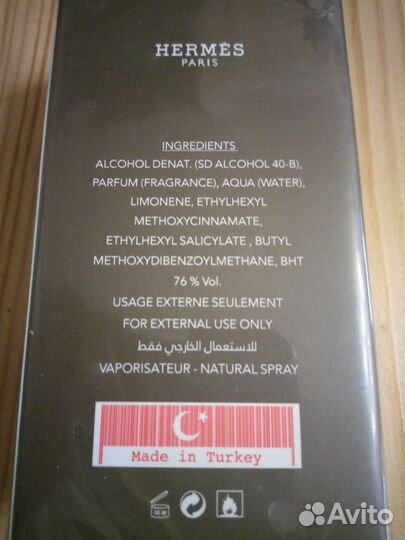 HERMÈS
PARIS
INGREDIENTS
ALCOHOL DENAT. (SD ALCOHOL 40-B),
PARFUM (FRAGRANCE), AQUA (WATER),
LIMONENE, ETHYLHEXYL
METHOXYCINNAMATE,
ETHYLHEXYL SALICYLATE , BUTYL
METHOXYDIBENZOYLMETHANE, BHT
76 % Vol.
USAGE EXTERNE SEULEMENT
FOR EXTERNAL USE ONLY
للاستعمال الخارجي فقط
VAPORISATEUR - NATURAL SPRAY
Made in Turkey
36 M
Avito